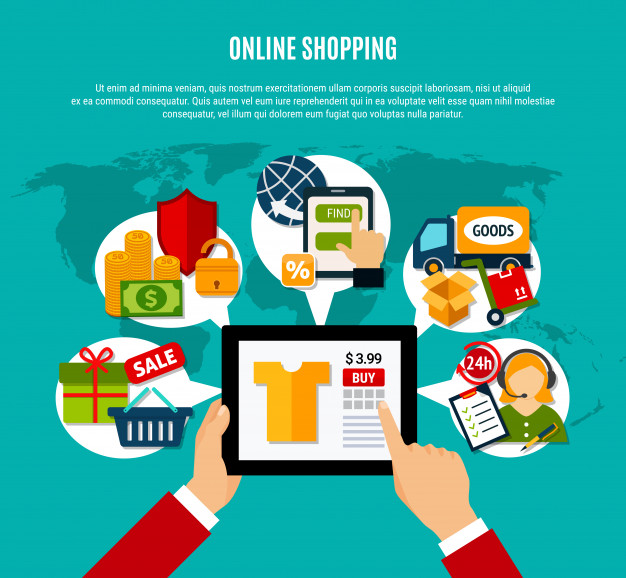 ONLINE SHOPPING
Ut enim ad minima veniam, quis nostrum exercitationem ullam corporis suscipit laboriosam, nisi ut aliquid
ex ea commodi consequatur. Quis autem vel eum iure reprehenderit qui in ea voluptate velit esse quam nihil molestiae
consequatur, vel illum qui dolorem eum fugiat quo voluptas nulla pariatur.
FIND
%
GOODS
$
SALE
$ 3.99
BUY
24h